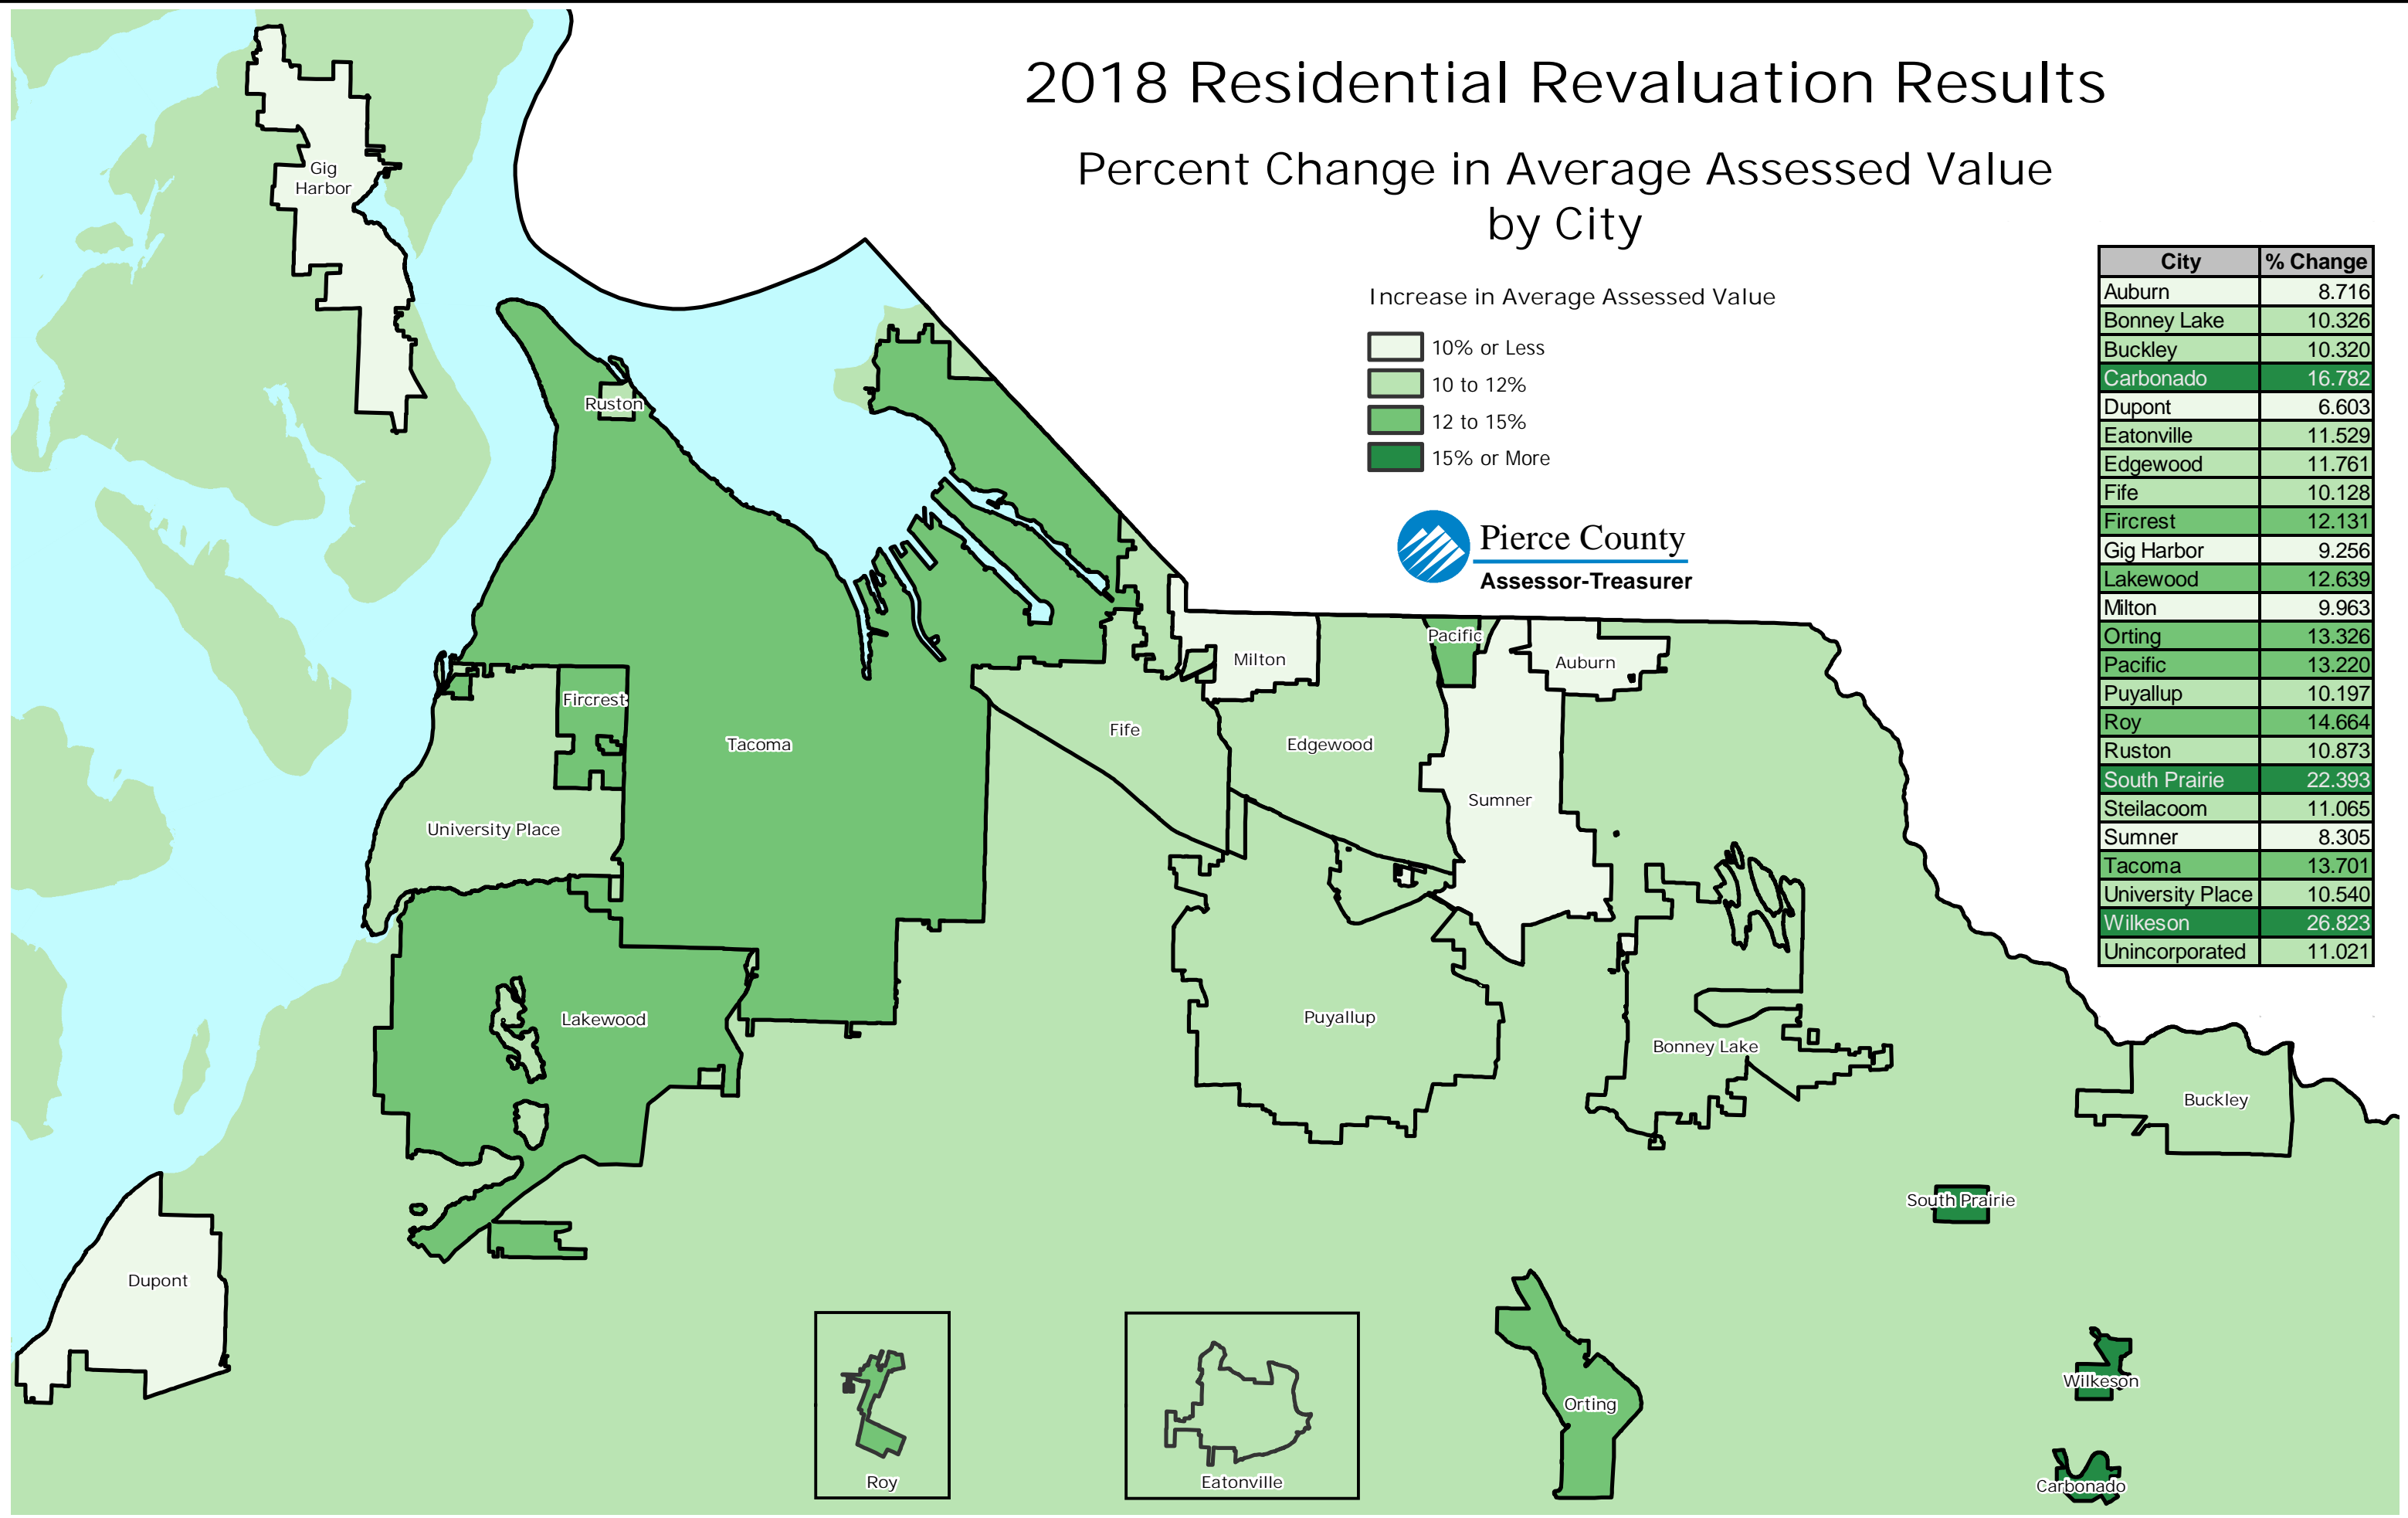 2018 Residential Revaluation Results
Percent Change in Average Assessed Value
by City
Increase in Average Assessed Value
10% or Less
10 to 12%
12 to 15%
15% or More
Pierce County
Assessor-Treasurer
City % Change
Auburn 8.716
Bonney Lake 10.326
Buckley 10.320
Carbonado 16.782
Dupont 6.603
Eatonville 11.529
Edgewood 11.761
Fife 10.128
Fircrest 12.131
Gig Harbor 9.256
Lakewood 12.639
Milton 9.963
Orting 13.326
Pacific 13.220
Puyallup 10.197
Roy 14.664
Ruston 10.873
South Prairie 22.393
Steilacoom 11.065
Sumner 8.305
Tacoma 13.701
University Place 10.540
Wilkeson 26.823
Unincorporated 11.021
Gig
Harbor
Ruston
Pacific
Milton
Auburn
Fircrest
Fife
Tacoma
Edgewood
Sumner
University Place
Puyallup
Lakewood
Bonney Lake
Buckley
South Prairie
Dupont
Wilkeson
Orting
Roy
Eatonville
Carbonado